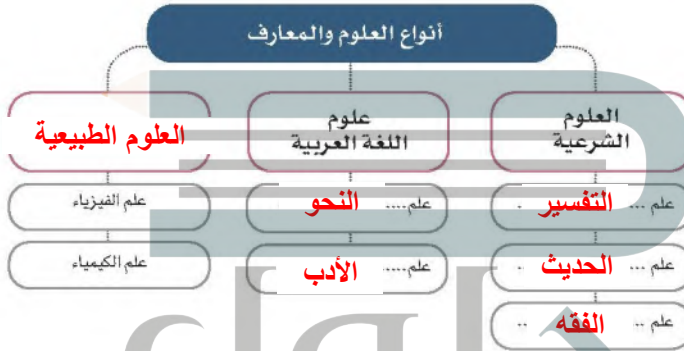 أنواع العلوم والمعارف
العلوم
الشرعية
علوم
اللغة العربية
العلوم الطبيعية
علم ... التفسير ..
علم.... النحو
علم الفيزياء
علم ... الحديث ..
علم.... الأدب
علم الكيمياء
علم .. الفقه ..